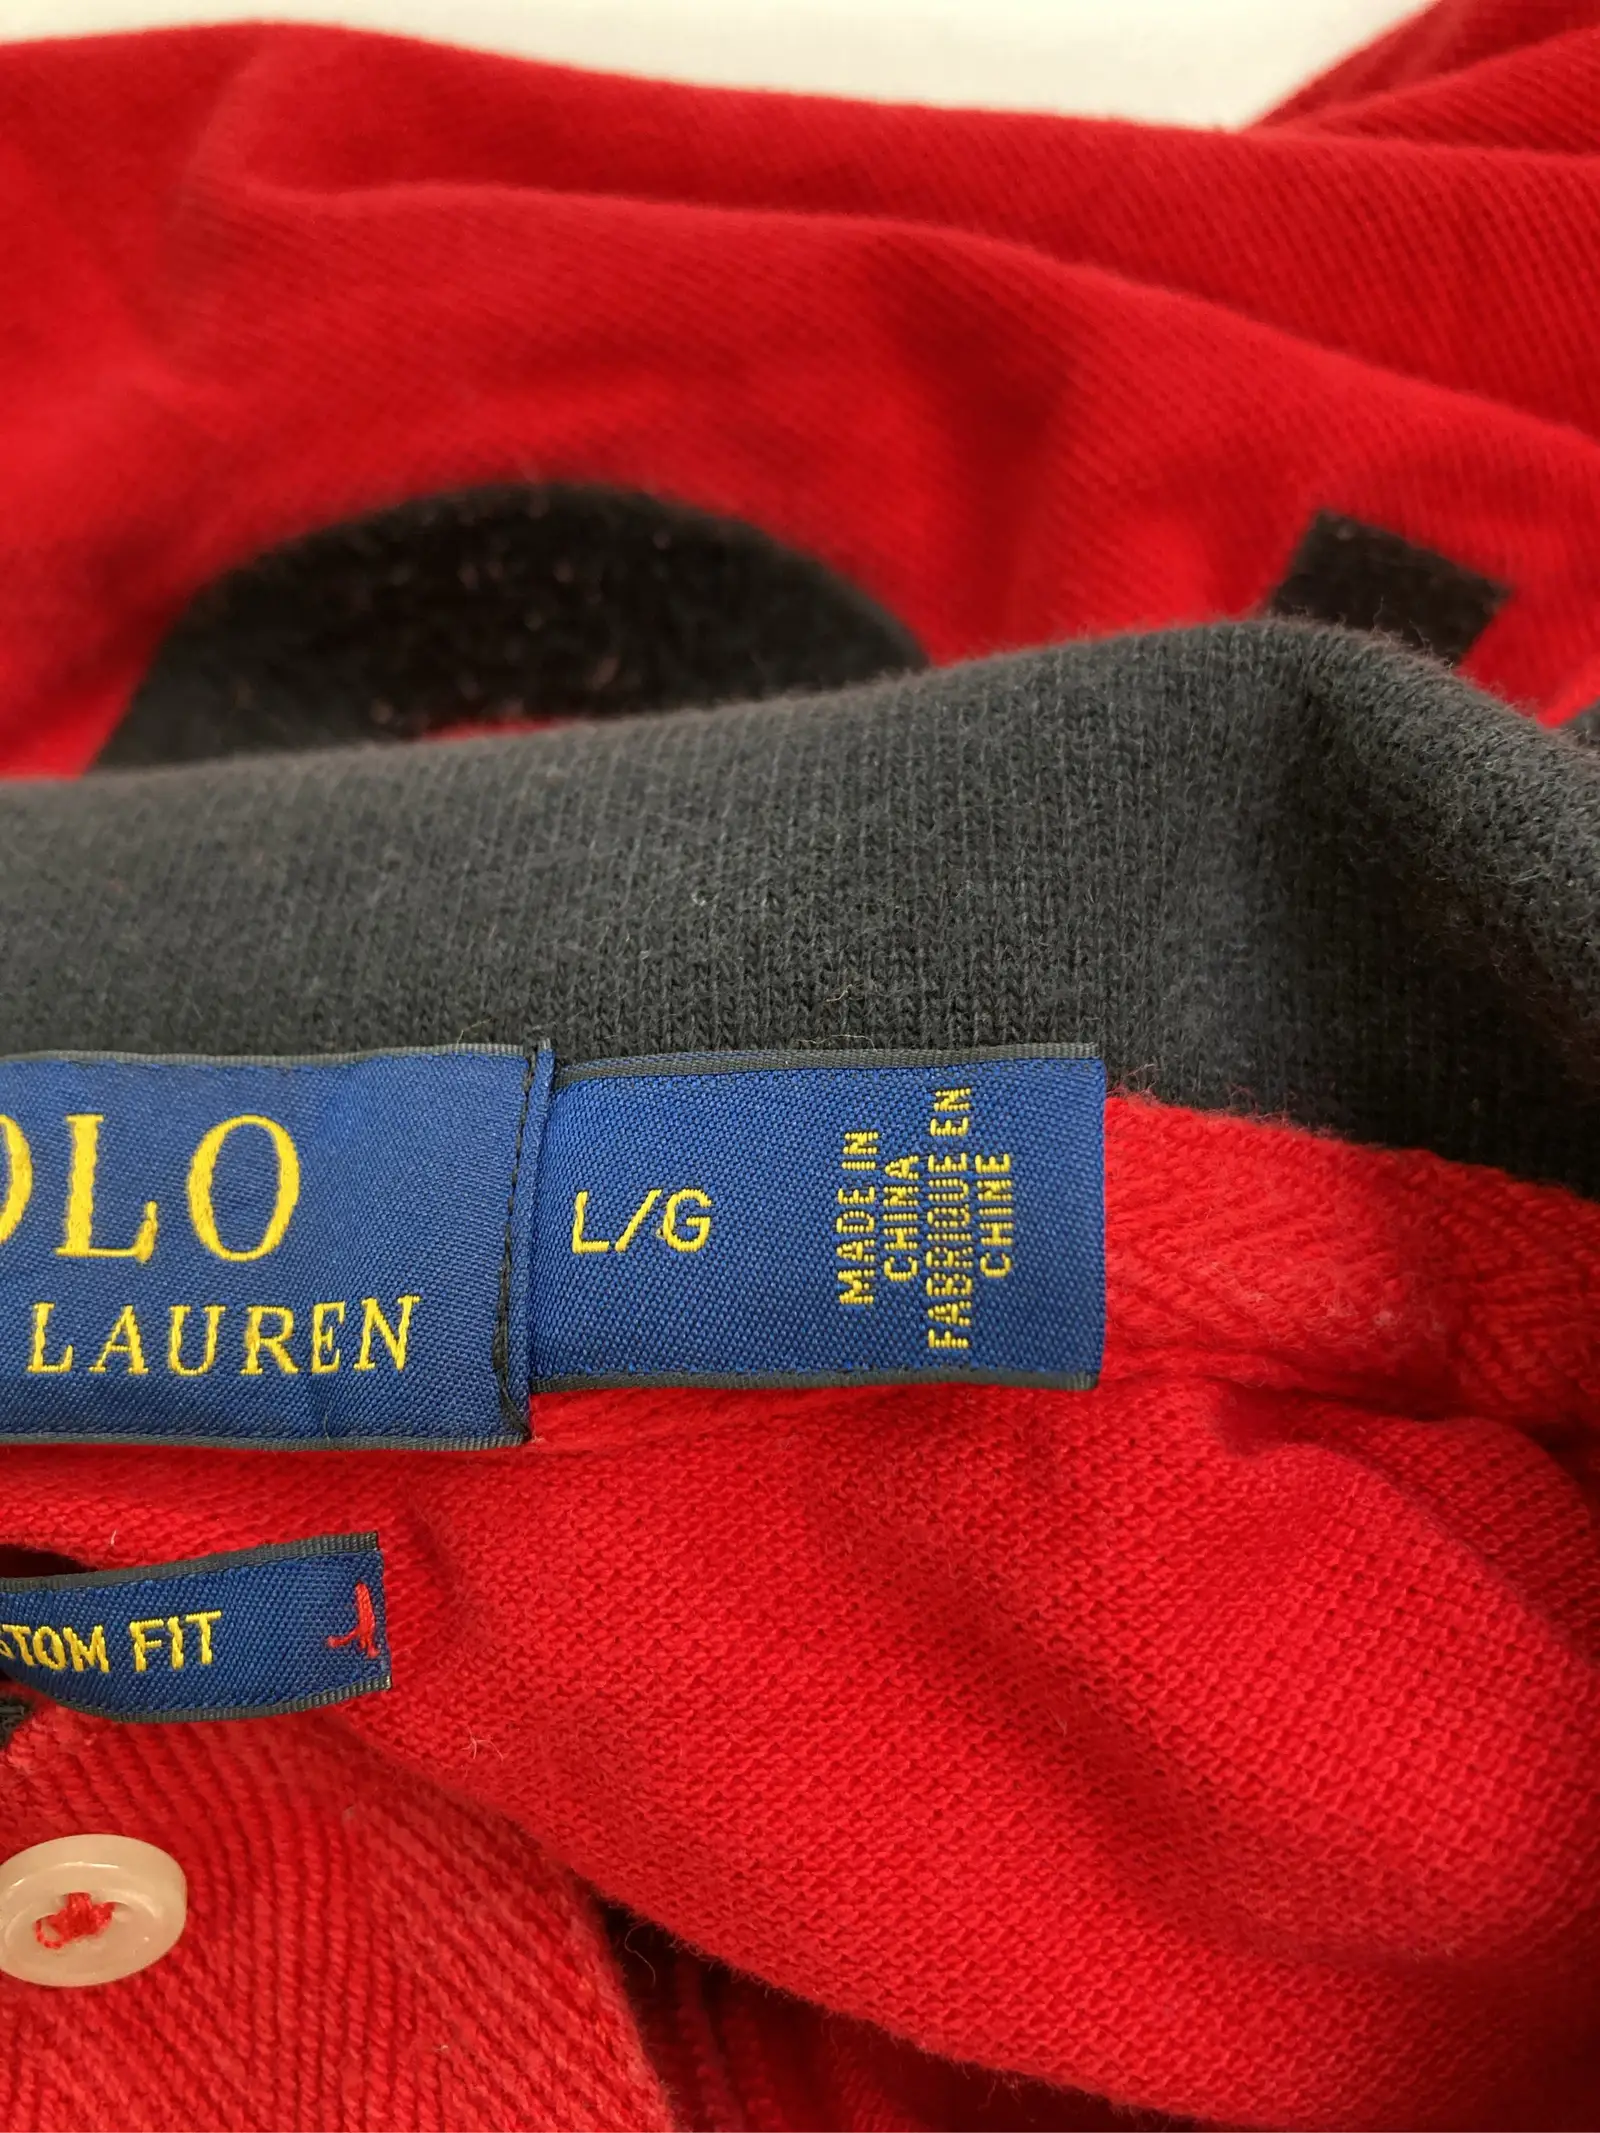 OLO
LAUREN
L/G
MADE IN
CHINA
FABRIQUE EN
CHINE
STOM FIT